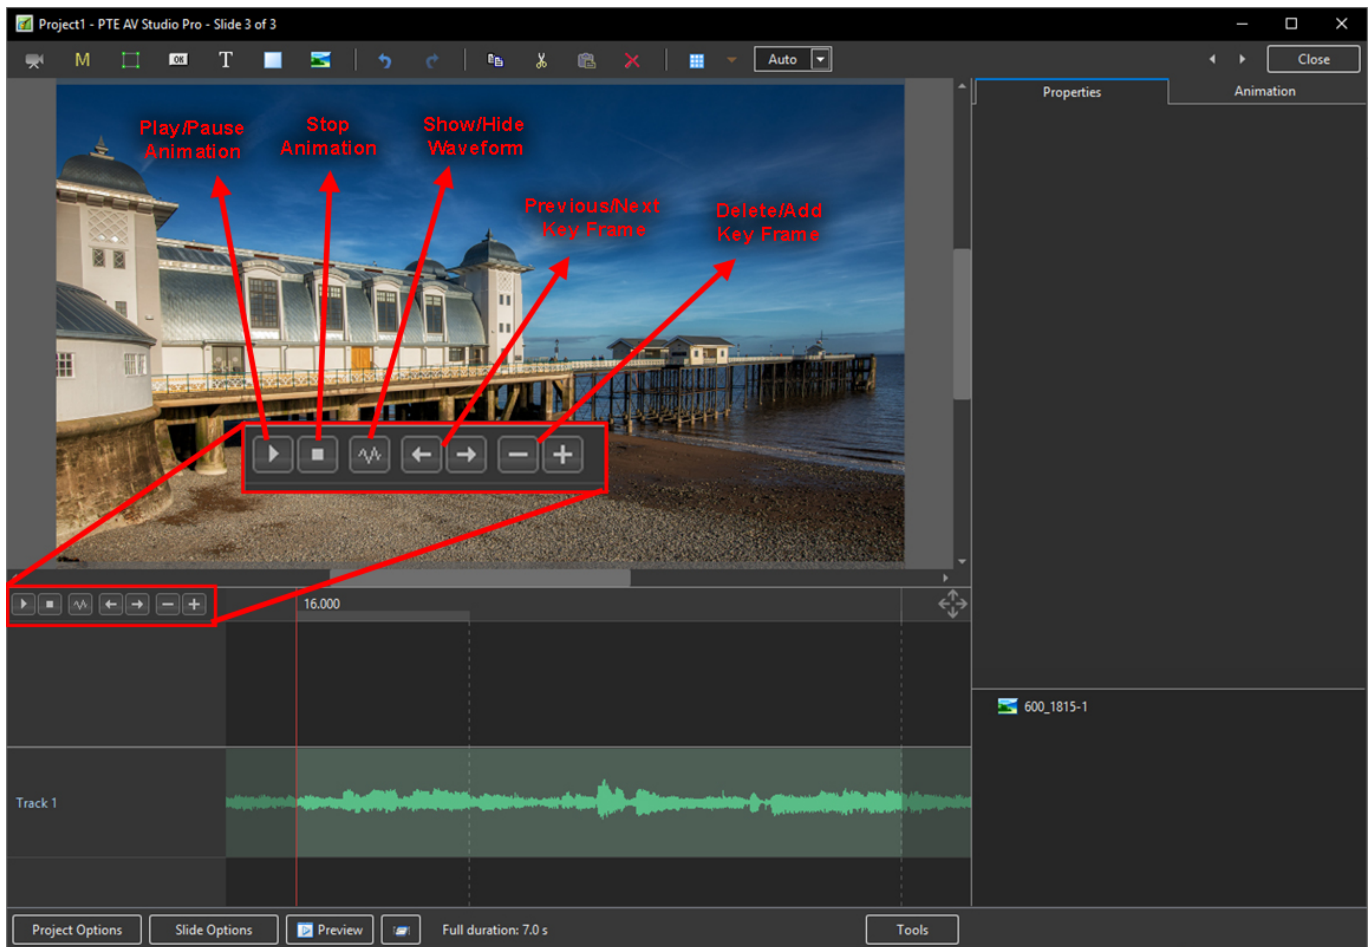 Project1 - PTE AV Studio Pro - Slide 3 of 3
M
OK
T
Auto
Close
Properties
Animation
Play/Pause
Animation
Stop
Animation
Show/Hide
Waveform
Previous/Next
Key Frame
Delete/Add
Key Frame
16.000
600_1815-1
Track 1
Project Options
Slide Options
Preview
Full duration: 7.0 s
Tools